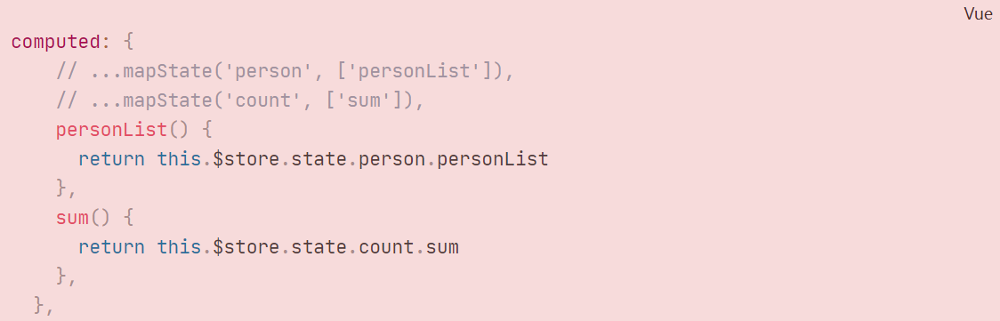 Vue
computed: {
    // ...mapState('person', ['personList']),
    // ...mapState('count', ['sum']),
    personList() {
      return this.$store.state.person.personList
    },
    sum() {
      return this.$store.state.count.sum
    },
  },